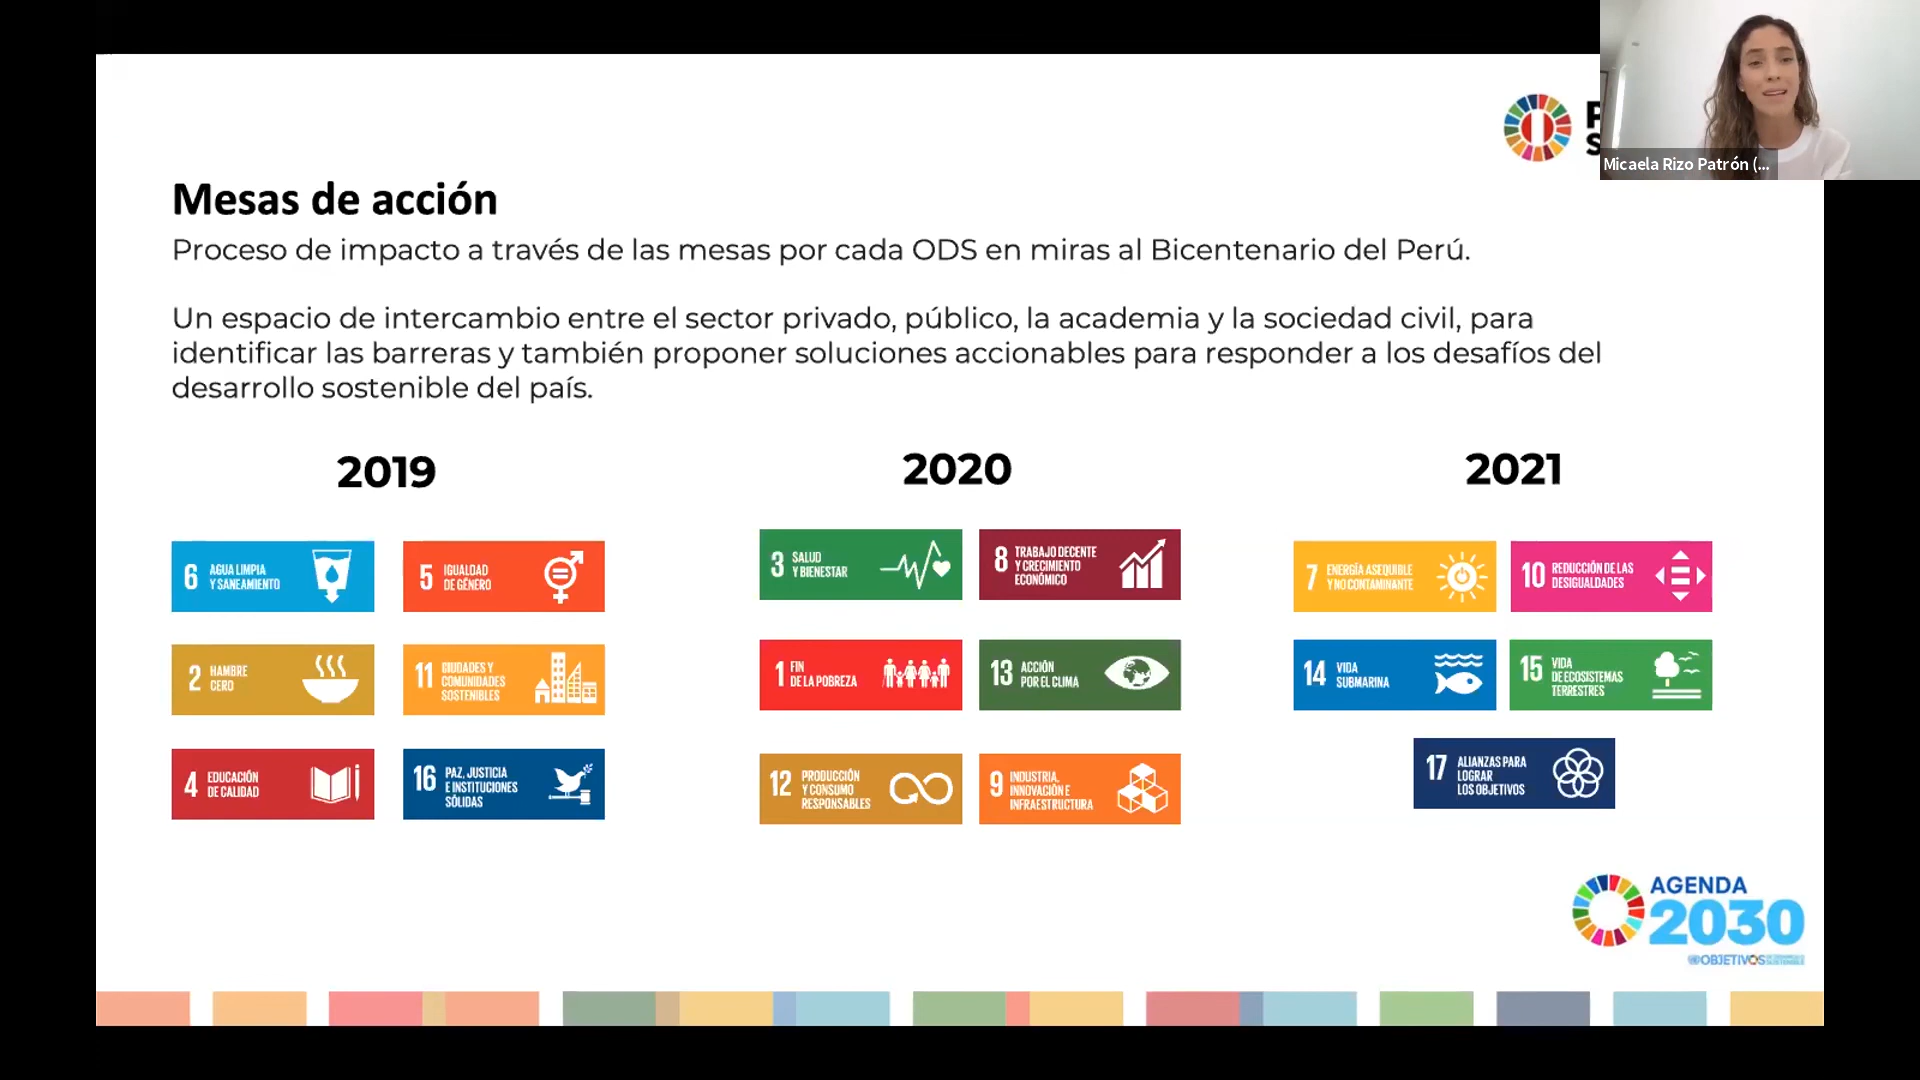 P
S
Micaela Rizo Patrón (...
Mesas de acción
Proceso de impacto a través de las mesas por cada ODS en miras al Bicentenario del Perú.
Un espacio de intercambio entre el sector privado, público, la academia y la sociedad civil, para
identificar las barreras y también proponer soluciones accionables para responder a los desafíos del
desarrollo sostenible del país.
2019
6 AGUA LIMPIA
Y SANEAMIENTO
5 IGUALDAD
DE GÉNERO
2 HAMBRE
CERO
11 CIUDADES Y
COMUNIDADES
SOSTENIBLES
4 EDUCACIÓN
DE CALIDAD
16 PAZ, JUSTICIA
E INSTITUCIONES
SÓLIDAS
2020
3 SALUD
Y BIENESTAR
8 TRABAJO DECENTE
Y CRECIMIENTO
ECONÓMICO
1 FIN
DE LA POBREZA
13 ACCIÓN
POR EL CLIMA
12 PRODUCCIÓN
Y CONSUMO
RESPONSABLES
9 INDUSTRIA,
INNOVACIÓN E
INFRAESTRUCTURA
2021
7 ENERGÍA ASEQUIBLE
Y NO CONTAMINANTE
10 REDUCCIÓN DE LAS
DESIGUALDADES
14 VIDA
SUBMARINA
15 VIDA
DE ECOSISTEMAS
TERRESTRES
17 ALIANZAS PARA
LOGRAR
LOS OBJETIVOS
AGENDA
2030
OBJETIVOS